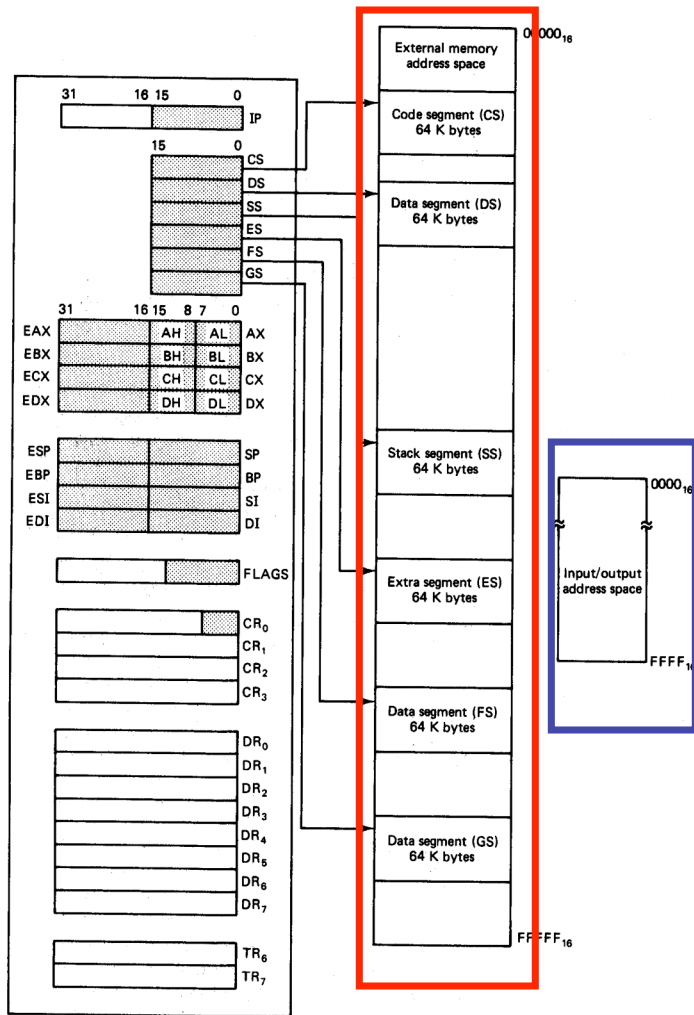 31 16 15 0
IP
15 0
CS
DS
SS
ES
FS
GS
31 16 15 8 7 0
EAX AH AL AX
EBX BH BL BX
ECX CH CL CX
EDX DH DL DX
ESP SP
EBP BP
ESI SI
EDI DI
FLAGS
CR₀
CR₁
CR₂
CR₃
DR₀
DR₁
DR₂
DR₃
DR₄
DR₅
DR₆
DR₇
TR₆
TR₇
00000₁₆
External memory
address space
Code segment (CS)
64 K bytes
Data segment (DS)
64 K bytes
Stack segment (SS)
64 K bytes
Extra segment (ES)
64 K bytes
Data segment (FS)
64 K bytes
Data segment (GS)
64 K bytes
FFFFF₁₆
0000₁₆
Input/output
address space
FFFF₁₆